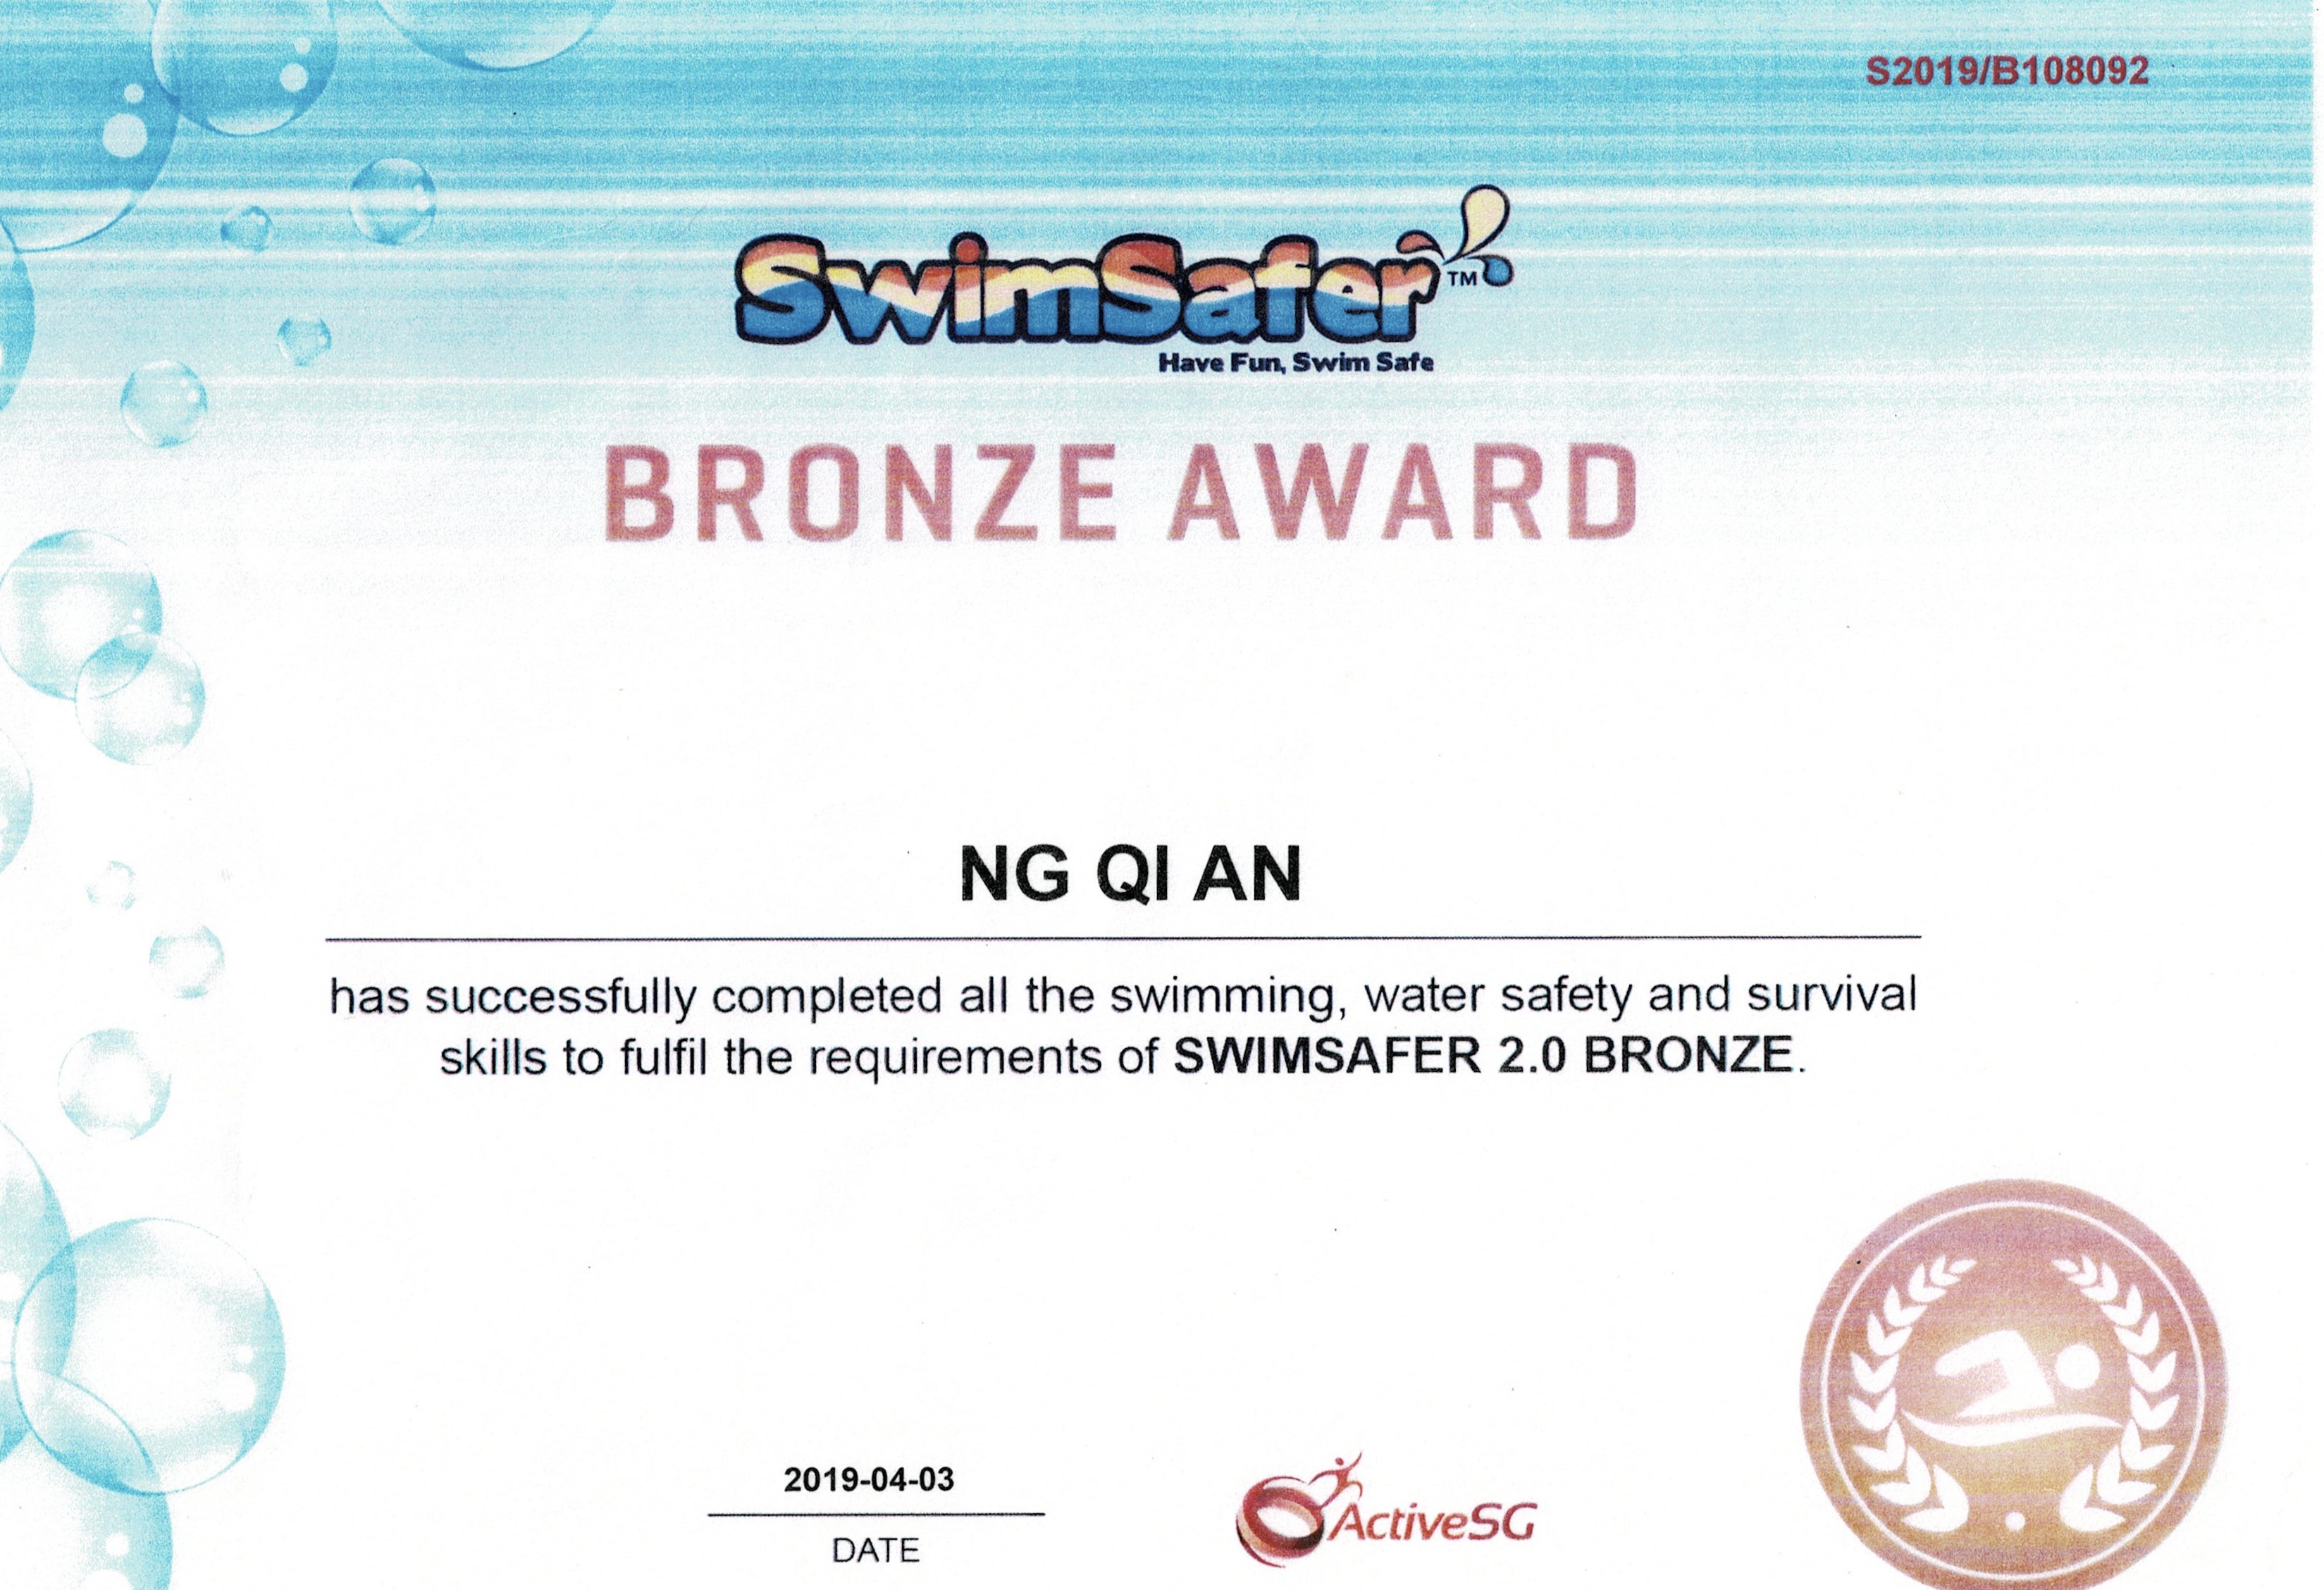 S2019/B108092
SwimSafer™
Have Fun, Swim Safe
BRONZE AWARD
NG QI AN
has successfully completed all the swimming, water safety and survival
skills to fulfil the requirements of SWIMSAFER 2.0 BRONZE.
2019-04-03
DATE
ActiveSG